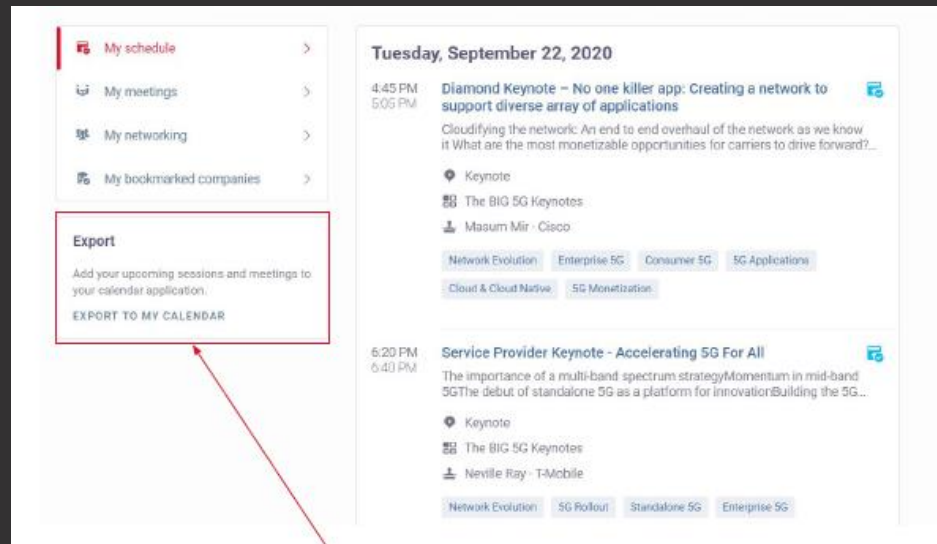 My schedule
My meetings
My networking
My bookmarked companies
Export
Add your upcoming sessions and meetings to
your calendar application.
EXPORT TO MY CALENDAR
Tuesday, September 22, 2020
4:45 PM
5:05 PM
Diamond Keynote – No one killer app: Creating a network to
support diverse array of applications
Cloudifying the network: An end to end overhaul of the network as we know
it What are the most monetizable opportunities for carriers to drive forward?...
Keynote
The BIG 5G Keynotes
Masum Mir · Cisco
Network Evolution Enterprise 5G Consumer 5G 5G Applications
Cloud & Cloud Native 5G Monetization
6:20 PM
6:40 PM
Service Provider Keynote - Accelerating 5G For All
The importance of a multi-band spectrum strategyMomentum in mid-band
5GThe debut of standalone 5G as a platform for innovationBuilding the 5G...
Keynote
The BIG 5G Keynotes
Neville Ray · T-Mobile
Network Evolution 5G Rollout Standalone 5G Enterprise 5G